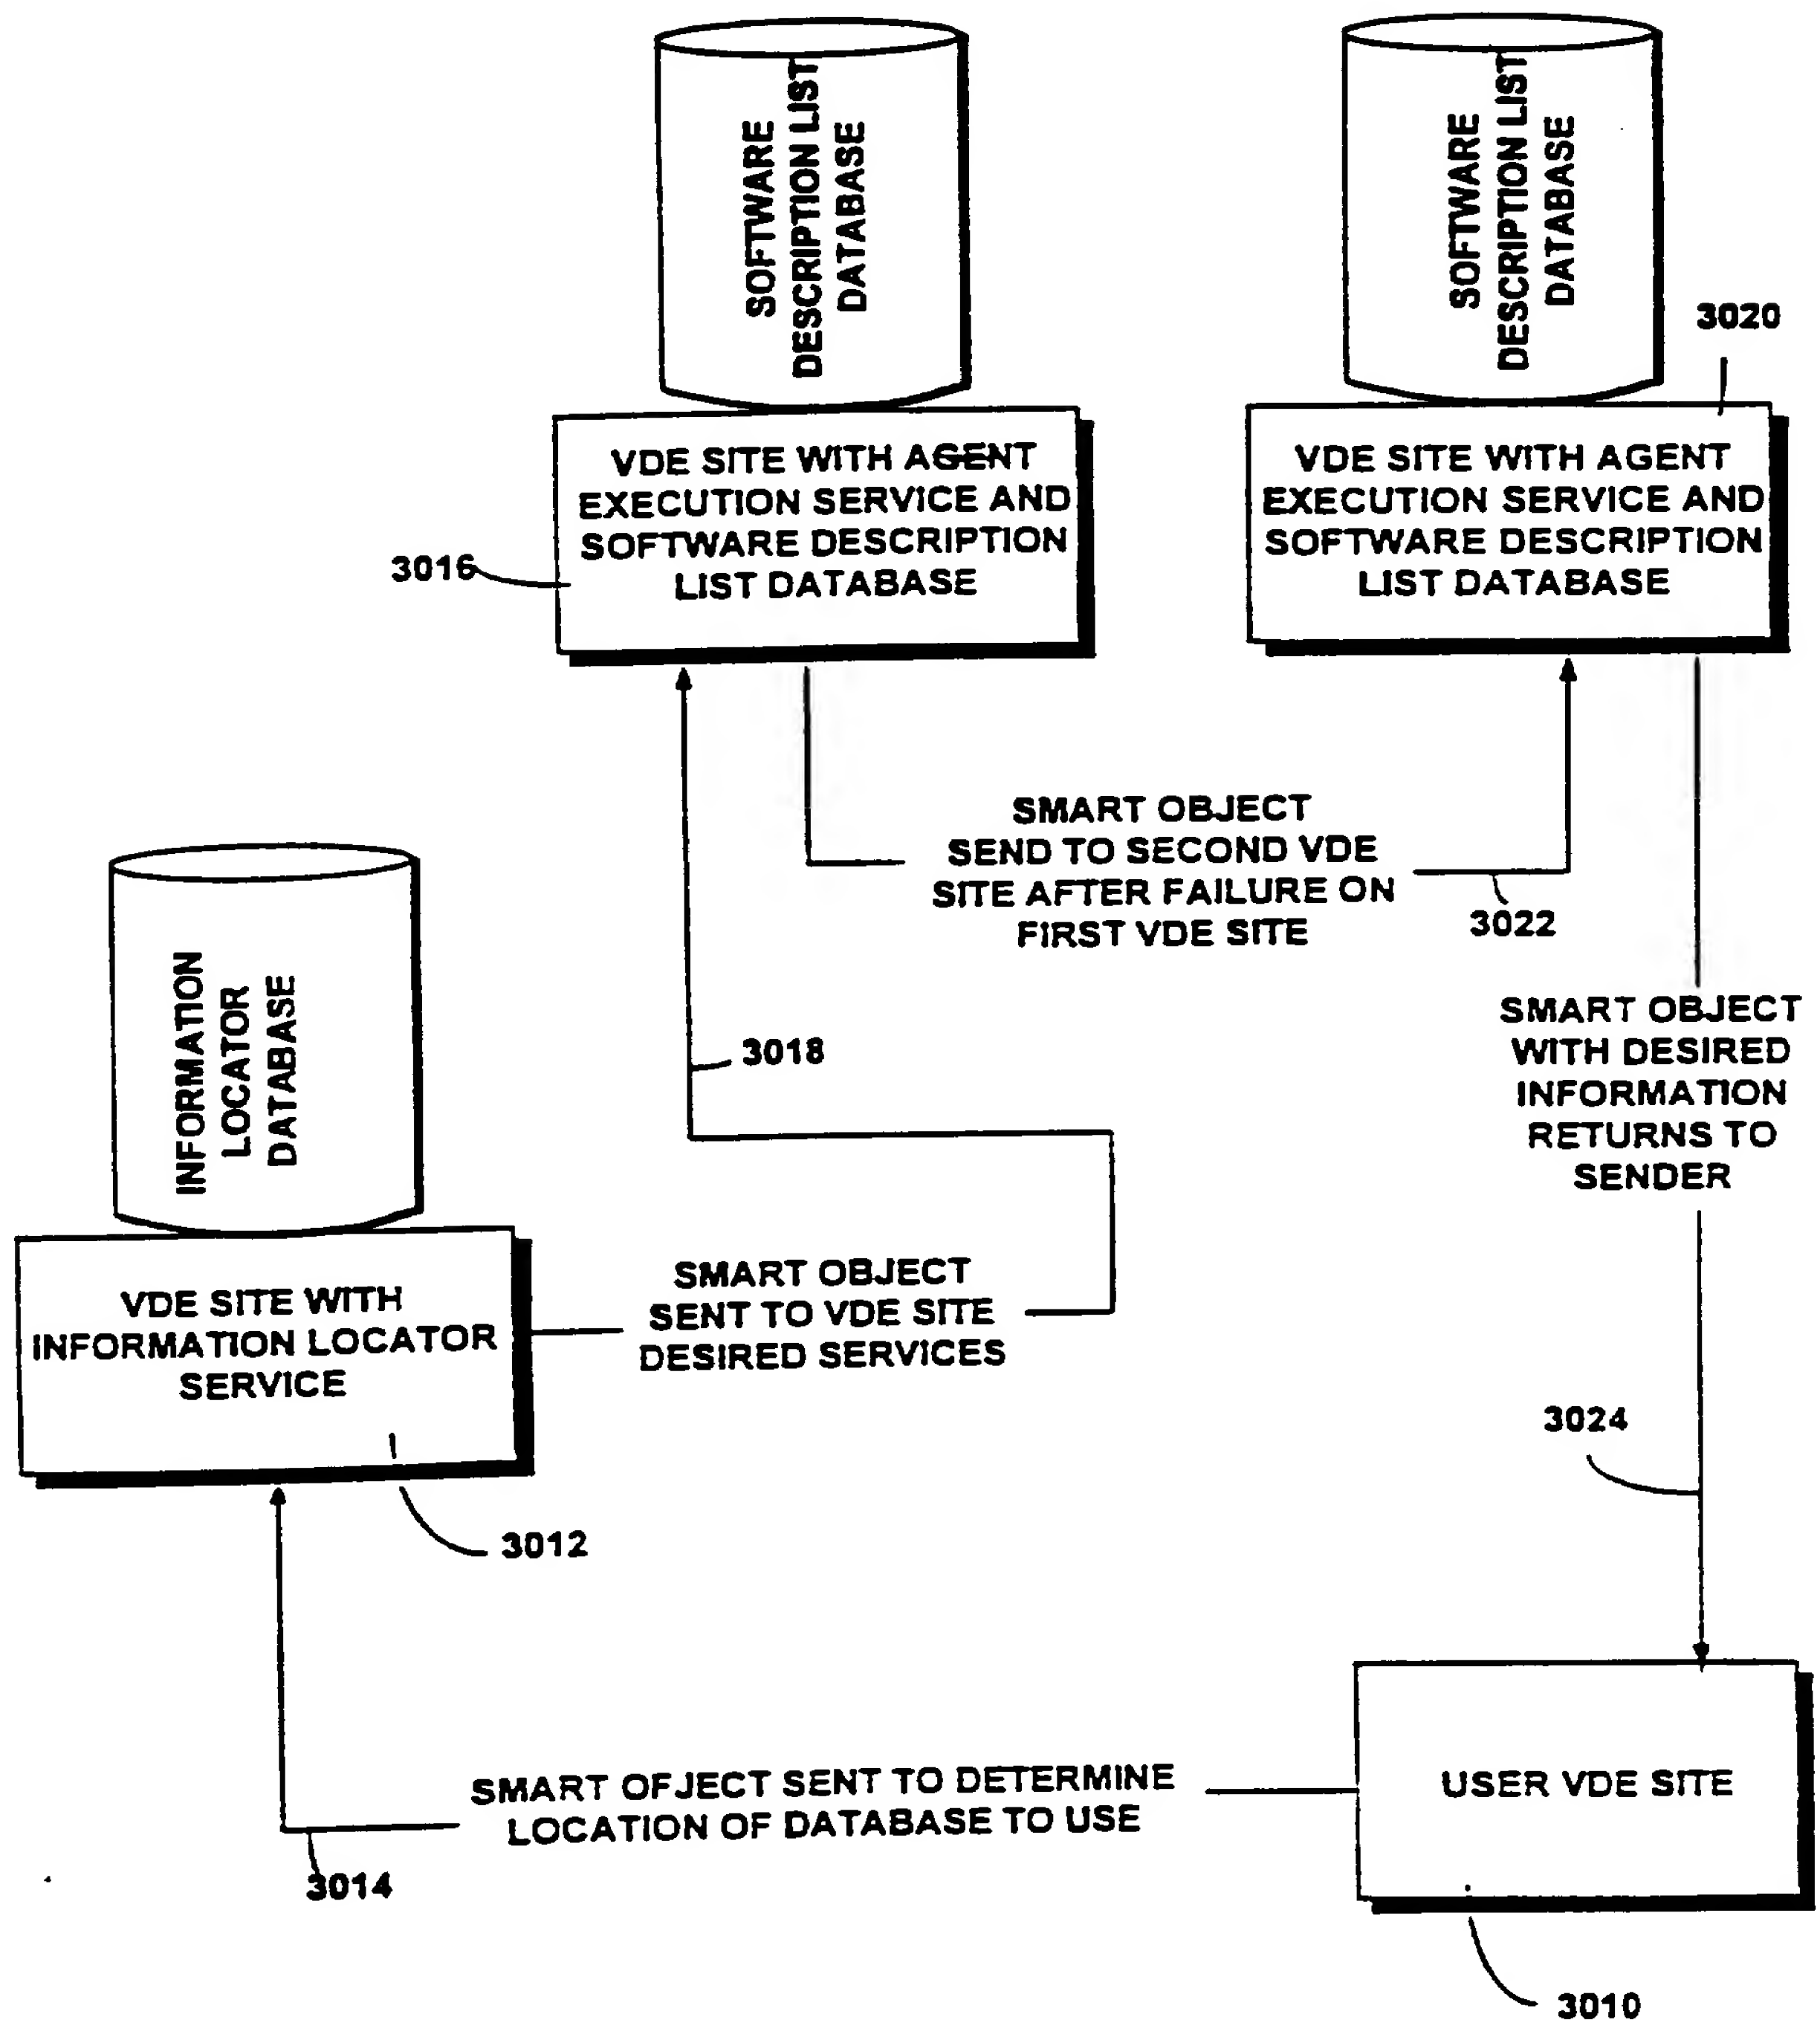 SOFTWARE
DESCRIPTION LIST
DATABASE
SOFTWARE
DESCRIPTION LIST
DATABASE
3020
VDE SITE WITH AGENT
EXECUTION SERVICE AND
SOFTWARE DESCRIPTION
LIST DATABASE
3016
VDE SITE WITH AGENT
EXECUTION SERVICE AND
SOFTWARE DESCRIPTION
LIST DATABASE
SMART OBJECT
SEND TO SECOND VDE
SITE AFTER FAILURE ON
FIRST VDE SITE
3022
INFORMATION
LOCATOR
DATABASE
3018
SMART OBJECT
WITH DESIRED
INFORMATION
RETURNS TO
SENDER
VDE SITE WITH
INFORMATION LOCATOR
SERVICE
SMART OBJECT
SENT TO VDE SITE
DESIRED SERVICES
3024
3012
SMART OFJECT SENT TO DETERMINE
LOCATION OF DATABASE TO USE
USER VDE SITE
3014
3010